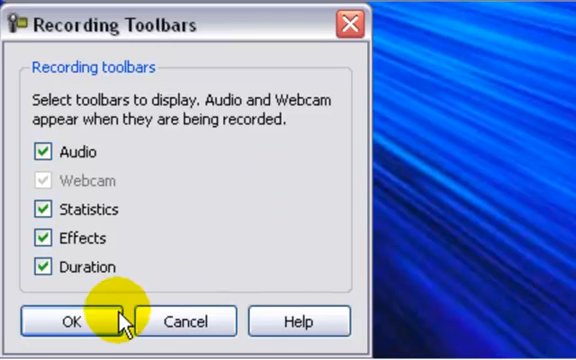 Recording Toolbars
Recording toolbars
Select toolbars to display. Audio and Webcam
appear when they are being recorded.
Audio
Webcam
Statistics
Effects
Duration
OK Cancel Help